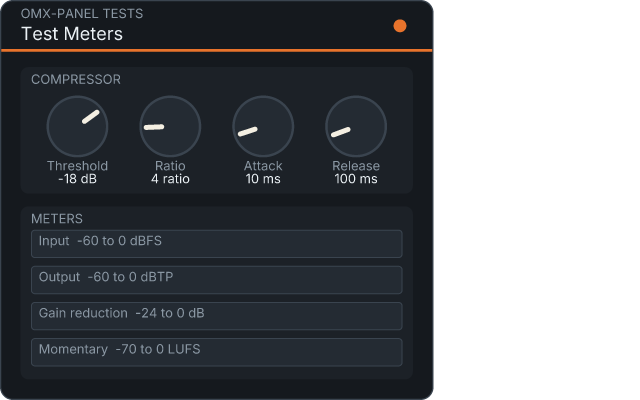 OMX-PANEL TESTS
Test Meters
COMPRESSOR
Threshold Ratio Attack Release
-18 dB 4 ratio 10 ms 100 ms
METERS
Input -60 to 0 dBFS
Output -60 to 0 dBTP
Gain reduction -24 to 0 dB
Momentary -70 to 0 LUFS